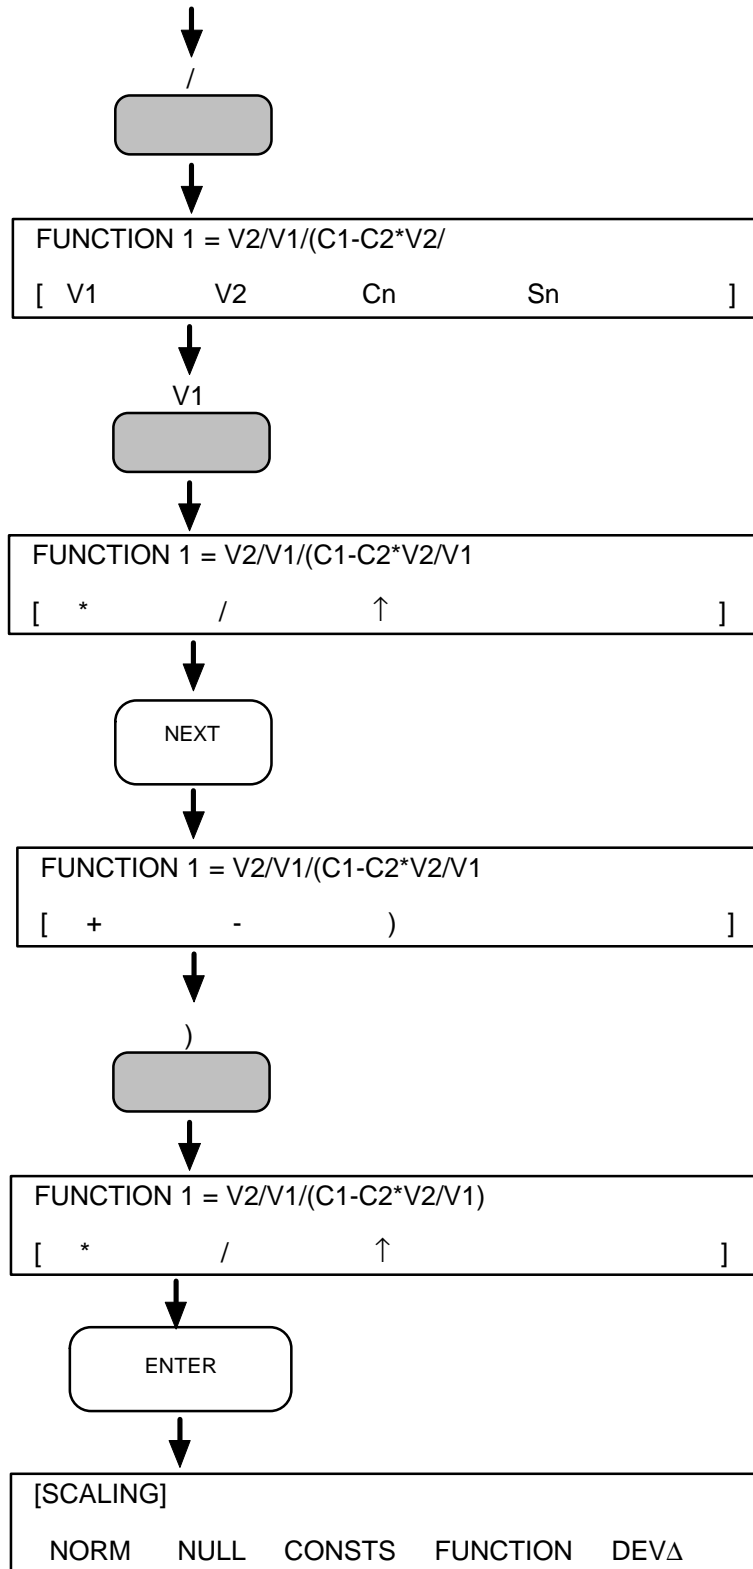 /
FUNCTION 1 = V2/V1/(C1-C2*V2/
[ V1 V2 Cn Sn ]
V1
FUNCTION 1 = V2/V1/(C1-C2*V2/V1
[ * / ↑ ]
NEXT
FUNCTION 1 = V2/V1/(C1-C2*V2/V1
[ + - ) ]
)
FUNCTION 1 = V2/V1/(C1-C2*V2/V1)
[ * / ↑ ]
ENTER
[SCALING]
NORM NULL CONSTS FUNCTION DEVΔ